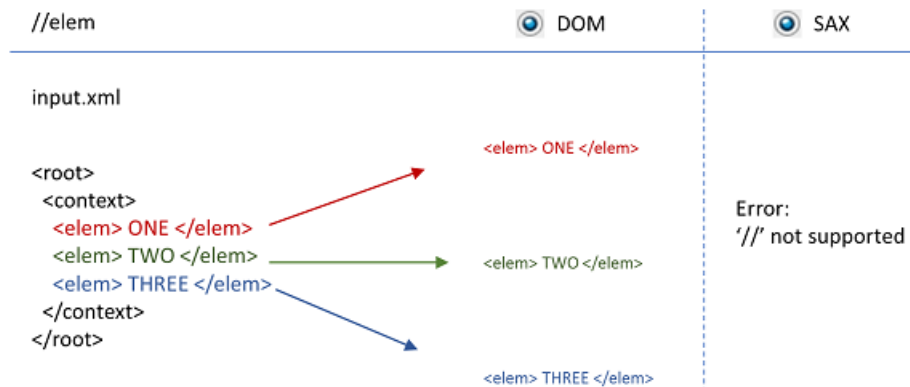 //elem
DOM
SAX
input.xml
<root>
<context>
<elem> ONE </elem>
<elem> TWO </elem>
<elem> THREE </elem>
</context>
</root>
<elem> ONE </elem>
<elem> TWO </elem>
<elem> THREE </elem>
Error:
‘//’ not supported